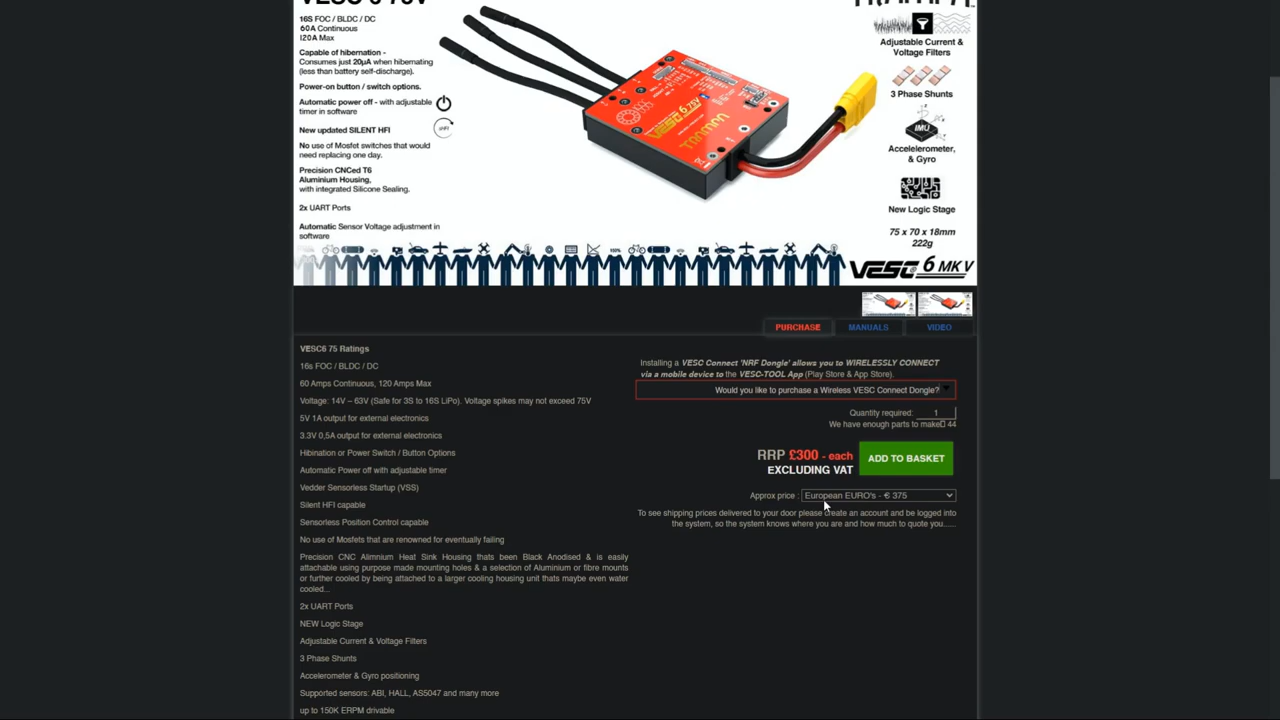 VESC 6 75V
16S FOC / BLDC / DC
60A Continuous
120A Max
Capable of hibernation -
Consumes just 20µA when hibernating
(less than battery self-discharge).
Power-on button / switch options.
Automatic power off - with adjustable
timer in software
New updated SILENT HFI
No use of Mosfet switches that would
need replacing one day.
Precision CNCed T6
Aluminium Housing,
with integrated Silicone Sealing.
2x UART Ports
Automatic Sensor Voltage adjustment in
software
VESC 6 75V
TRAMPA
TRAMPA
Adjustable Current &
Voltage Filters
3 Phase Shunts
IMU
Accelelerometer,
& Gyro
New Logic Stage
75 x 70 x 18mm
222g
VESC 6 MK V
PURCHASE
MANUALS
VIDEO
VESC6 75 Ratings
16s FOC / BLDC / DC
60 Amps Continuous, 120 Amps Max
Voltage: 14V – 63V (Safe for 3S to 16S LiPo). Voltage spikes may not exceed 75V
5V 1A output for external electronics
3.3V 0,5A output for external electronics
Hibination or Power Switch / Button Options
Automatic Power off with adjustable timer
Vedder Sensorless Startup (VSS)
Silent HFI capable
Sensorless Position Control capable
No use of Mosfets that are renowned for eventually failing
Precision CNC Alimnium Heat Sink Housing thats been Black Anodised & is easily
attachable using purpose made mounting holes & a selection of Aluminium or fibre mounts
or further cooled by being attached to a larger cooling housing unit thats maybe even water
cooled...
2x UART Ports
NEW Logic Stage
Adjustable Current & Voltage Filters
3 Phase Shunts
Accelerometer & Gyro positioning
Supported sensors: ABI, HALL, AS5047 and many more
up to 150K ERPM drivable
Installing a VESC Connect 'NRF Dongle' allows you to WIRELESSLY CONNECT
via a mobile device to the VESC-TOOL App (Play Store & App Store).
Would you like to purchase a Wireless VESC Connect Dongle?
Quantity required: 1
We have enough parts to make 44
RRP £300 - each
EXCLUDING VAT
ADD TO BASKET
Approx price : European EURO's - € 375
To see shipping prices delivered to your door please create an account and be logged into
the system, so the system knows where you are and how much to quote you.....